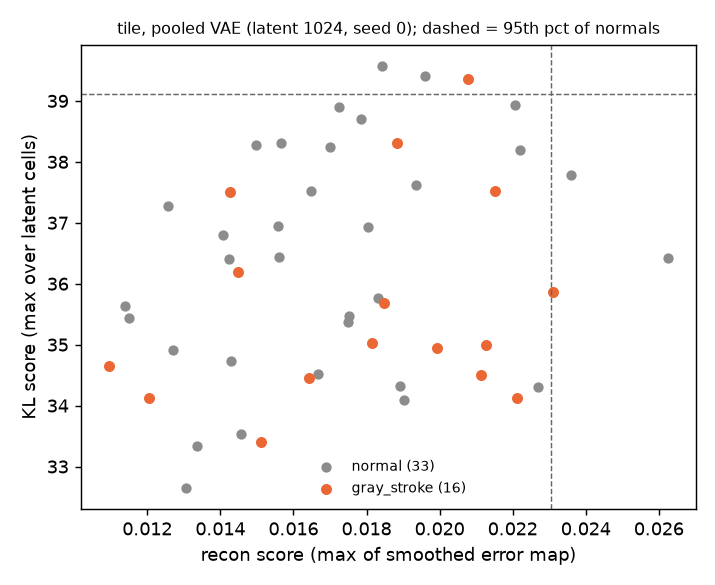 tile, pooled VAE (latent 1024, seed 0); dashed = 95th pct of normals
KL score (max over latent cells)
39
38
37
36
35
34
33
normal (33)
gray_stroke (16)
0.012 0.014 0.016 0.018 0.020 0.022 0.024 0.026
recon score (max of smoothed error map)